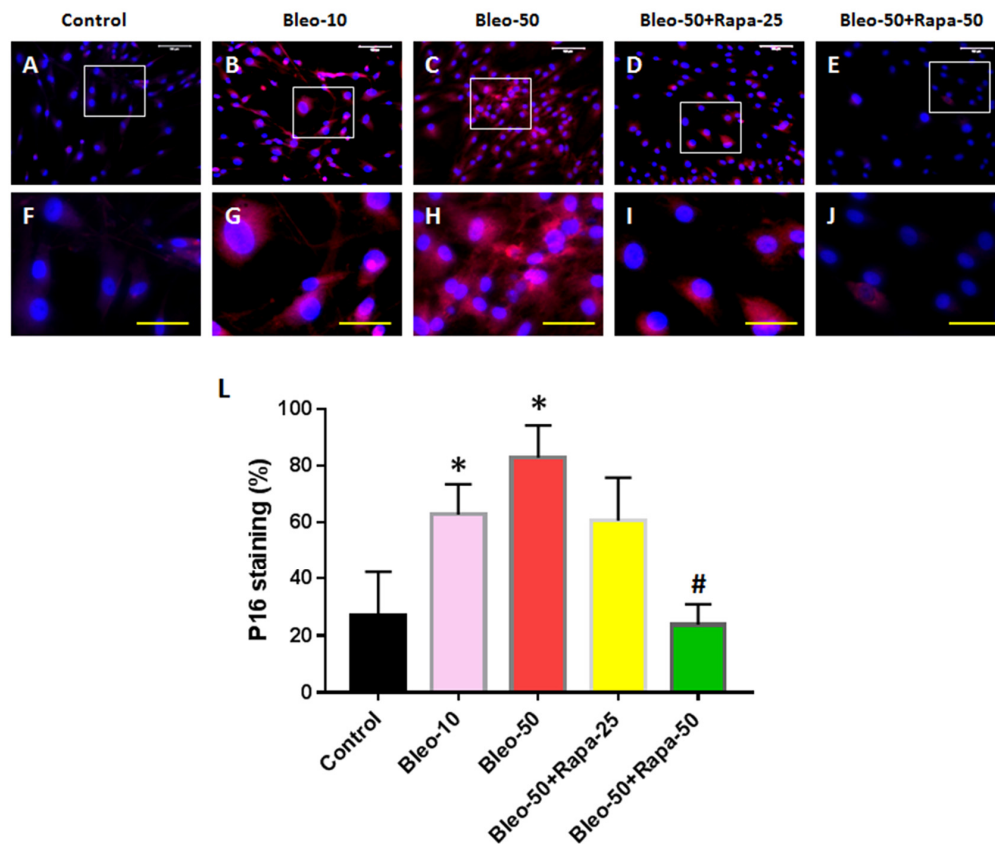 Control Bleo-10 Bleo-50 Bleo-50+Rapa-25 Bleo-50+Rapa-50
A B C D E
F G H I J
L
P16 staining (%)
100
80
60
40
20
0
* * #
Control Bleo-10 Bleo-50 Bleo-50+Rapa-25 Bleo-50+Rapa-50